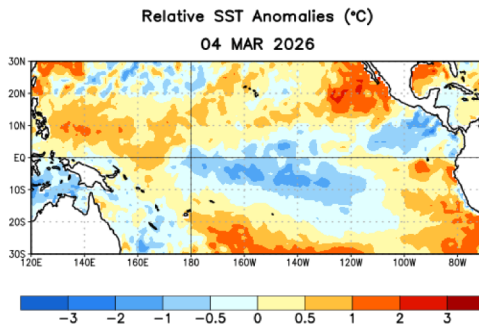 Relative SST Anomalies (°C)
04 MAR 2026
30N
20N
10N
EQ
10S
20S
30S
120E 140E 160E 180 160W 140W 120W 100W 80W
-3 -2 -1 -0.5 0 0.5 1 2 3